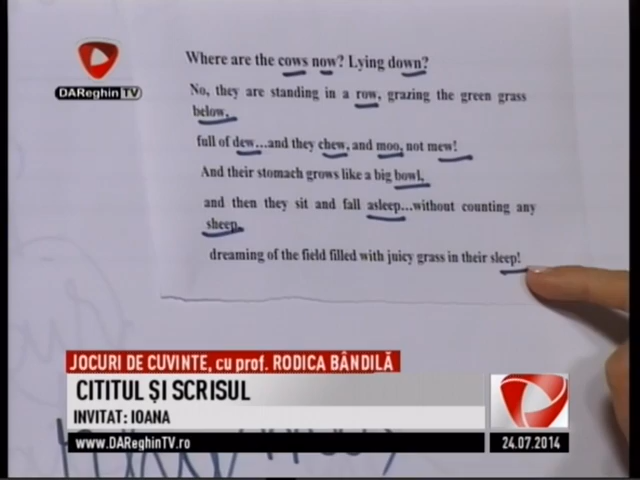 Where are the cows now? Lying down?
DAReghin TV
No, they are standing in a row, grazing the green grass
below,
full of dew...and they chew, and moo, not mew!
And their stomach grows like a big bowl,
and then they sit and fall asleep...without counting any
sheep,
dreaming of the field filled with juicy grass in their sleep!
JOCURI DE CUVINTE, cu prof. RODICA BÂNDILĂ
CITITUL ȘI SCRISUL
INVITAT: IOANA
www.DAReghinTV.ro
24.07.2014